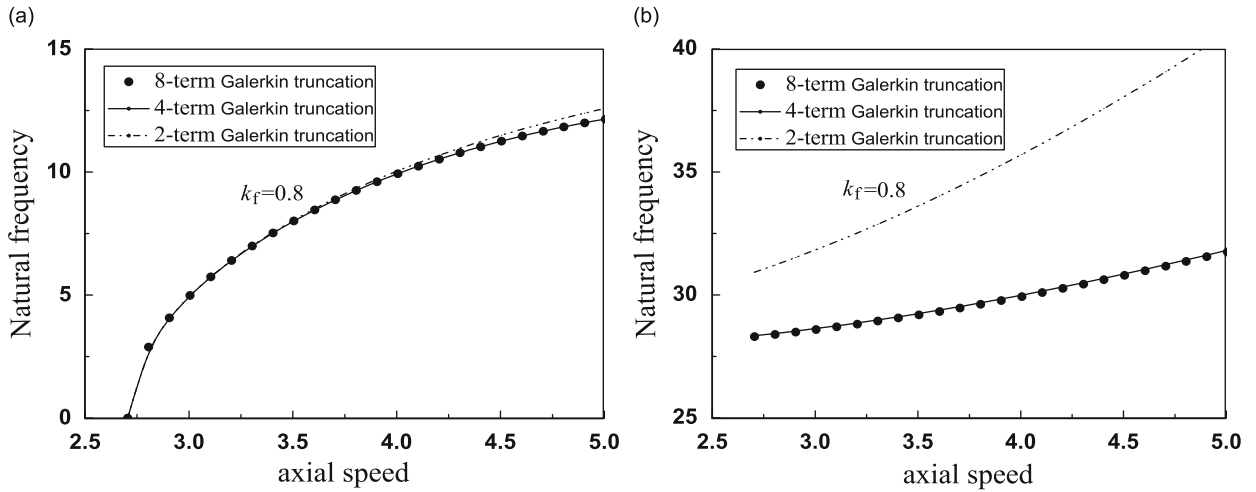 (a)
15
10
5
0
Natural frequency
8-term Galerkin truncation
4-term Galerkin truncation
2-term Galerkin truncation
kf=0.8
2.5 3.0 3.5 4.0 4.5 5.0
axial speed
(b)
40
35
30
25
Natural frequency
8-term Galerkin truncation
4-term Galerkin truncation
2-term Galerkin truncation
kf=0.8
2.5 3.0 3.5 4.0 4.5 5.0
axial speed